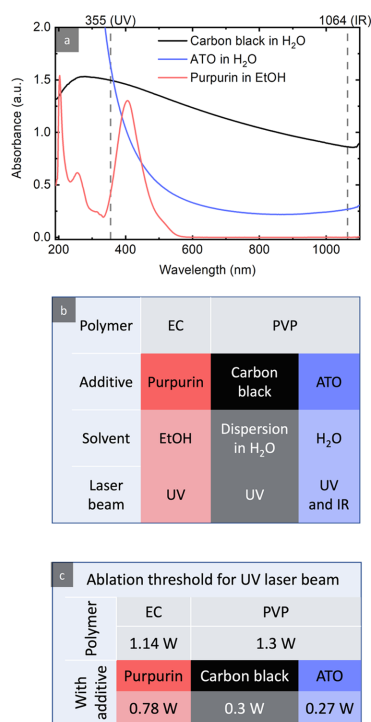 355 (UV) 1064 (IR)
a
Carbon black in H₂O
ATO in H₂O
Purpurin in EtOH
Absorbance (a.u.)
2.0
1.5
1.0
0.5
0.0
200 400 600 800 1000
Wavelength (nm)
b
Polymer EC PVP
Additive Purpurin Carbon black ATO
Solvent EtOH Dispersion in H₂O H₂O
Laser beam UV UV UV and IR
c Ablation threshold for UV laser beam
Polymer EC PVP
1.14 W 1.3 W
With additive Purpurin Carbon black ATO
0.78 W 0.3 W 0.27 W